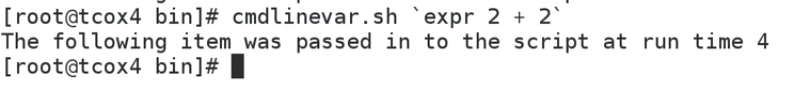 [root@tcox4 bin]# cmdlinevar.sh `expr 2 + 2`
The following item was passed in to the script at run time 4
[root@tcox4 bin]#